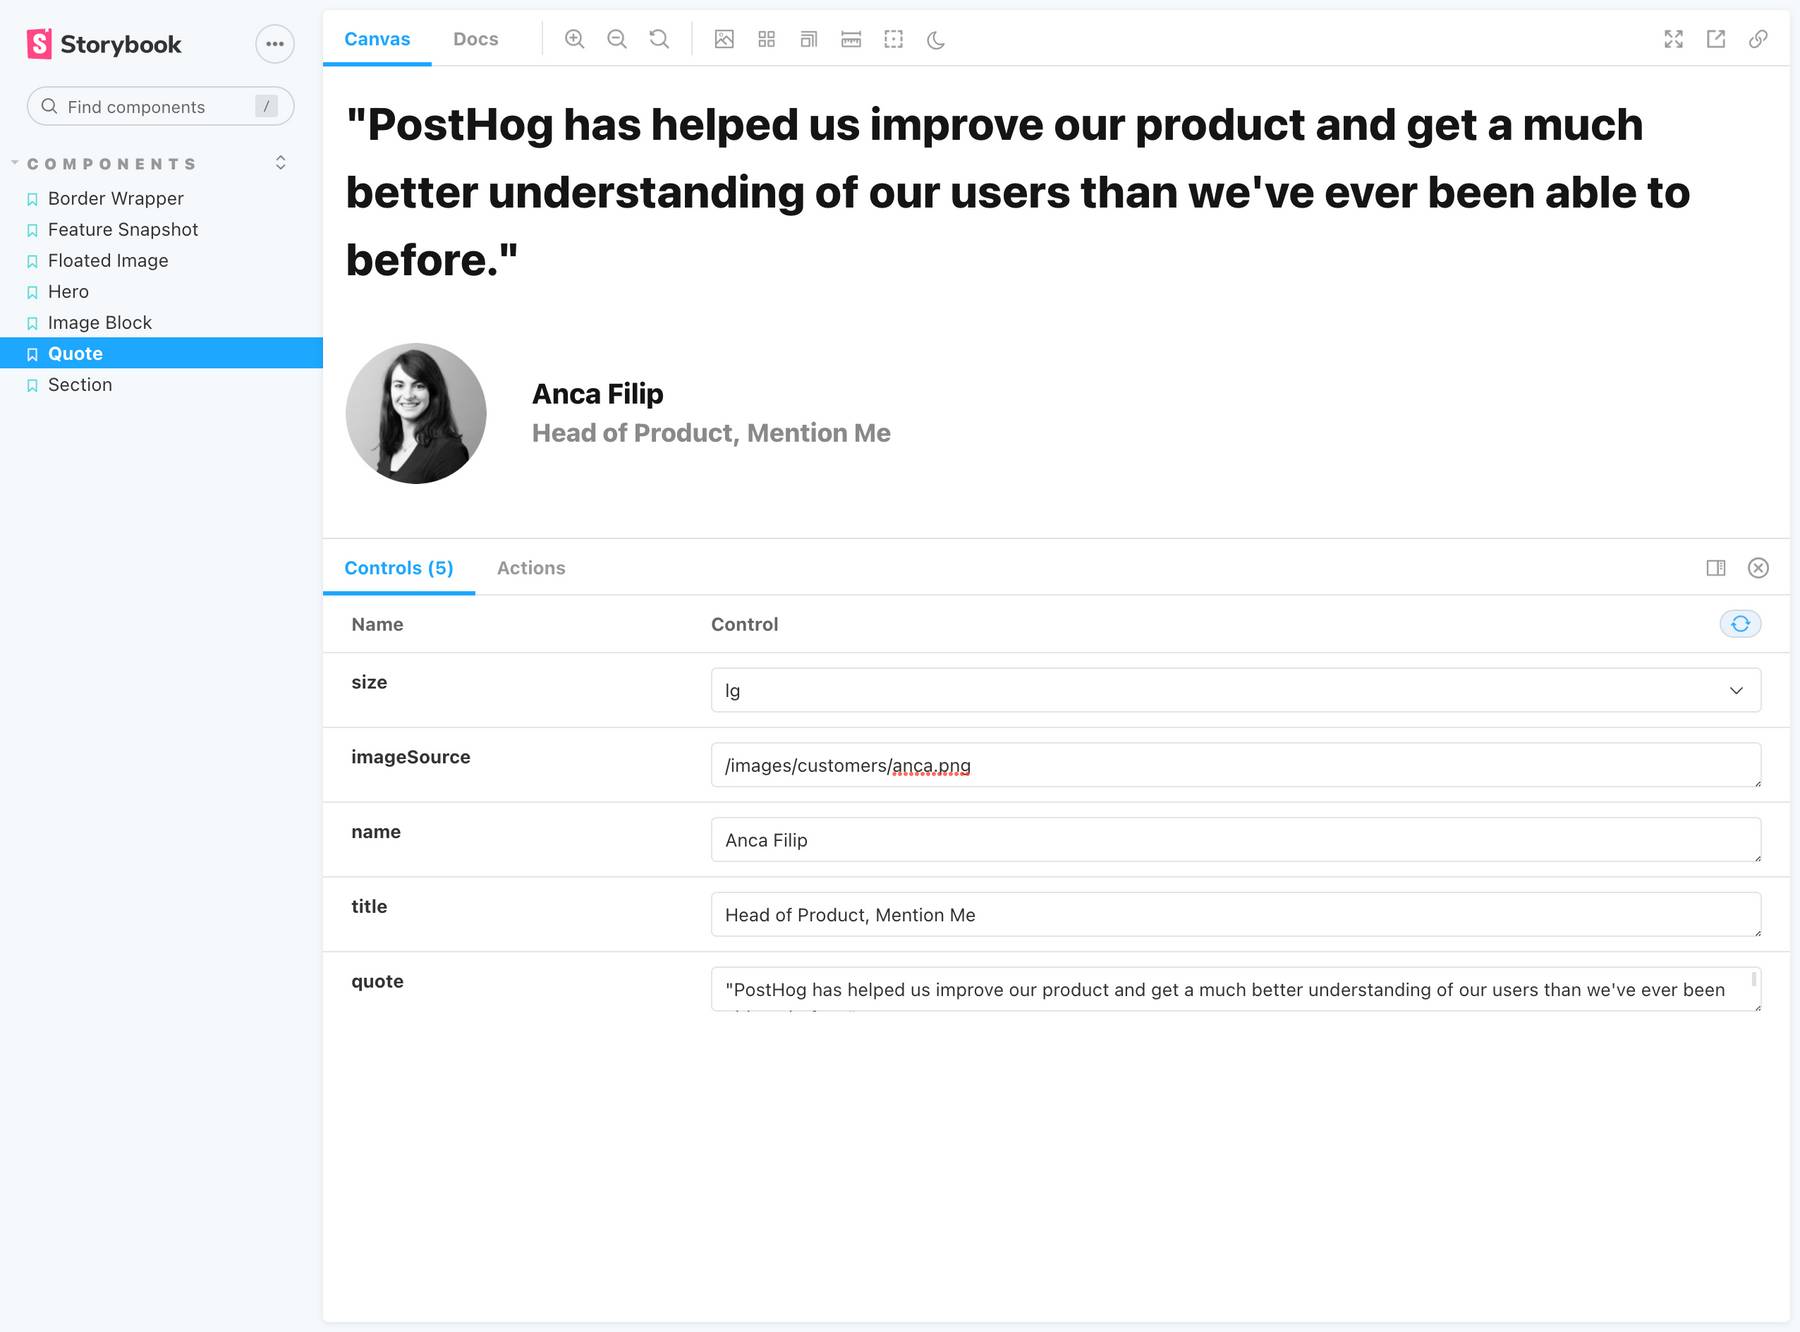 Storybook
Canvas
Docs
Find components
/
COMPONENTS
Border Wrapper
Feature Snapshot
Floated Image
Hero
Image Block
Quote
Section
"PostHog has helped us improve our product and get a much
better understanding of our users than we've ever been able to
before."
Anca Filip
Head of Product, Mention Me
Controls (5)
Actions
Name
Control
size
lg
imageSource
/images/customers/anca.png
name
Anca Filip
title
Head of Product, Mention Me
quote
"PostHog has helped us improve our product and get a much better understanding of our users than we've ever been